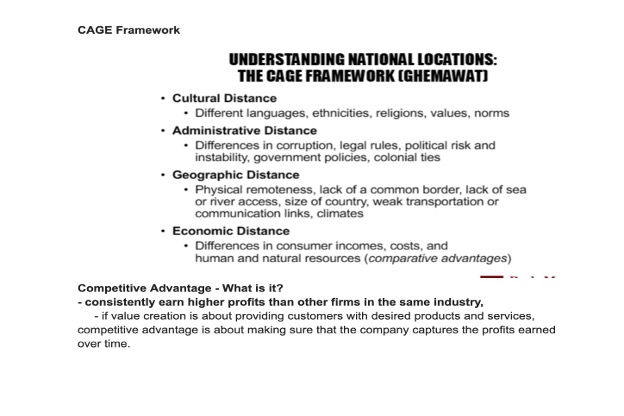 CAGE Framework
UNDERSTANDING NATIONAL LOCATIONS:
THE CAGE FRAMEWORK (GHEMAWAT)
• Cultural Distance
• Different languages, ethnicities, religions, values, norms
• Administrative Distance
• Differences in corruption, legal rules, political risk and
instability, government policies, colonial ties
• Geographic Distance
• Physical remoteness, lack of a common border, lack of sea
or river access, size of country, weak transportation or
communication links, climates
• Economic Distance
• Differences in consumer incomes, costs, and
human and natural resources (comparative advantages)
Competitive Advantage - What is it?
- consistently earn higher profits than other firms in the same industry,
- if value creation is about providing customers with desired products and services,
competitive advantage is about making sure that the company captures the profits earned
over time.